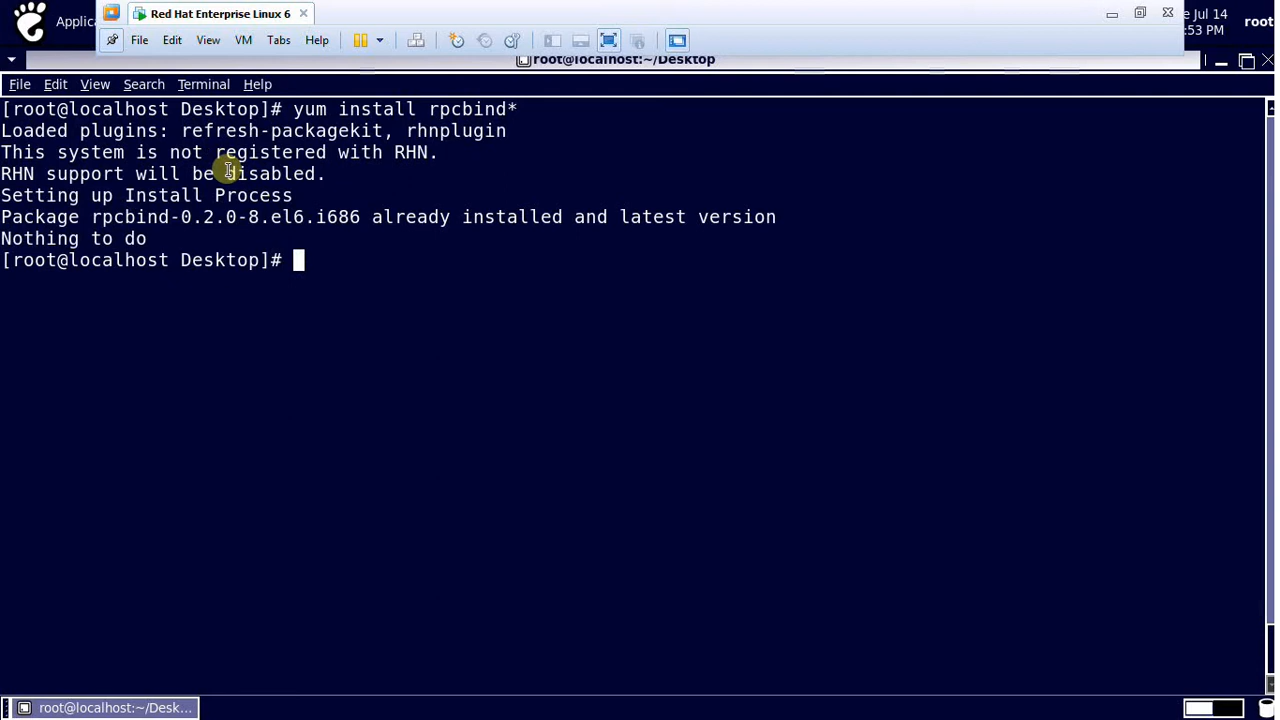 Red Hat Enterprise Linux 6
Applica
e Jul 14
:53 PM
root
File Edit View VM Tabs Help
root@localhost:~/Desktop
File Edit View Search Terminal Help
[root@localhost Desktop]# yum install rpcbind*
Loaded plugins: refresh-packagekit, rhnplugin
This system is not registered with RHN.
RHN support will be disabled.
Setting up Install Process
Package rpcbind-0.2.0-8.el6.i686 already installed and latest version
Nothing to do
[root@localhost Desktop]#
root@localhost:~/Desk...